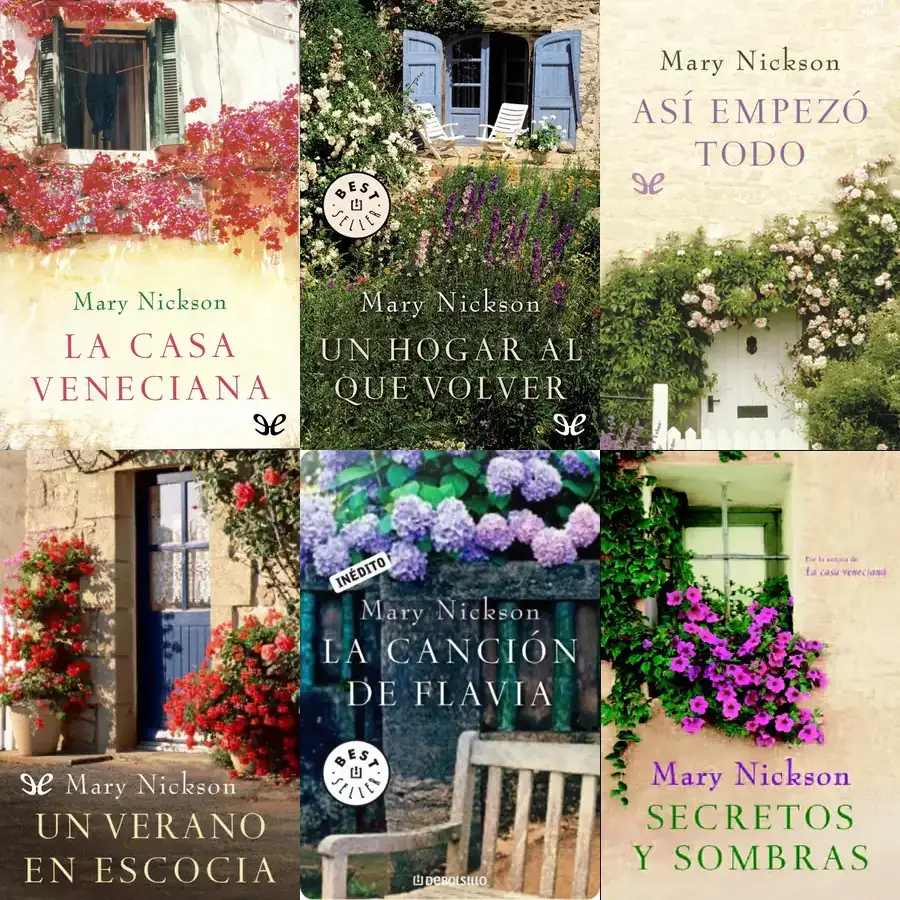 Mary Nickson
LA CASA
VENECIANA
BEST
SELLER
Mary Nickson
UN HOGAR AL
QUE VOLVER
Mary Nickson
ASÍ EMPEZÓ
TODO
Mary Nickson
UN VERANO
EN ESCOCIA
INÉDITO
Mary Nickson
LA CANCIÓN
DE FLAVIA
BEST
SELLER
DEBOLSILLO
Por la autora de
La casa veneciana
Mary Nickson
SECRETOS
Y SOMBRAS